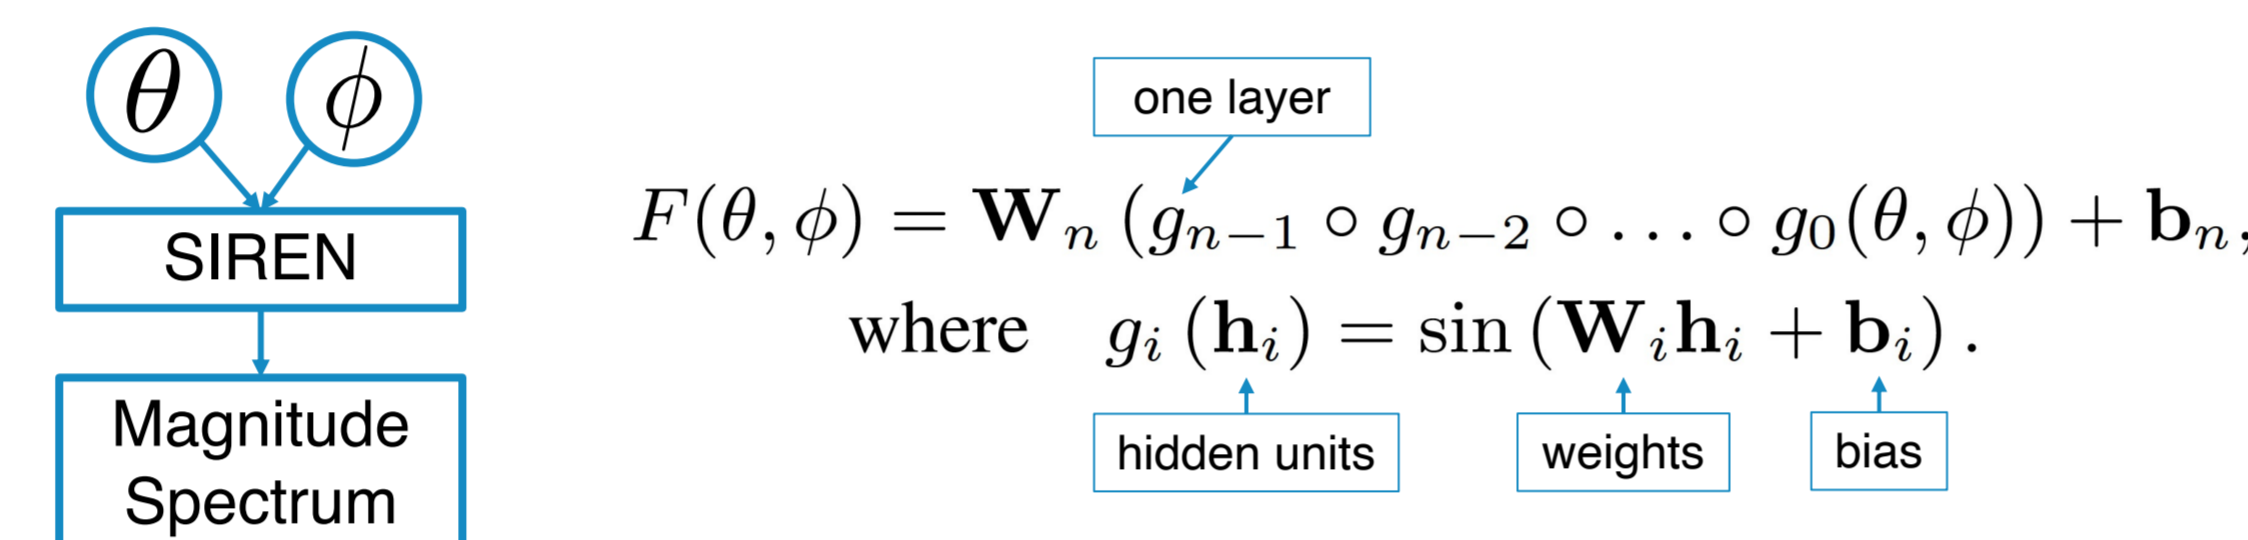 θ ϕ
SIREN
Magnitude
Spectrum
one layer
F(θ, ϕ) = W_n (g_{n−1} ∘ g_{n−2} ∘ . . . ∘ g_0(θ, ϕ)) + b_n,
where g_i (h_i) = sin (W_i h_i + b_i) .
hidden units weights bias